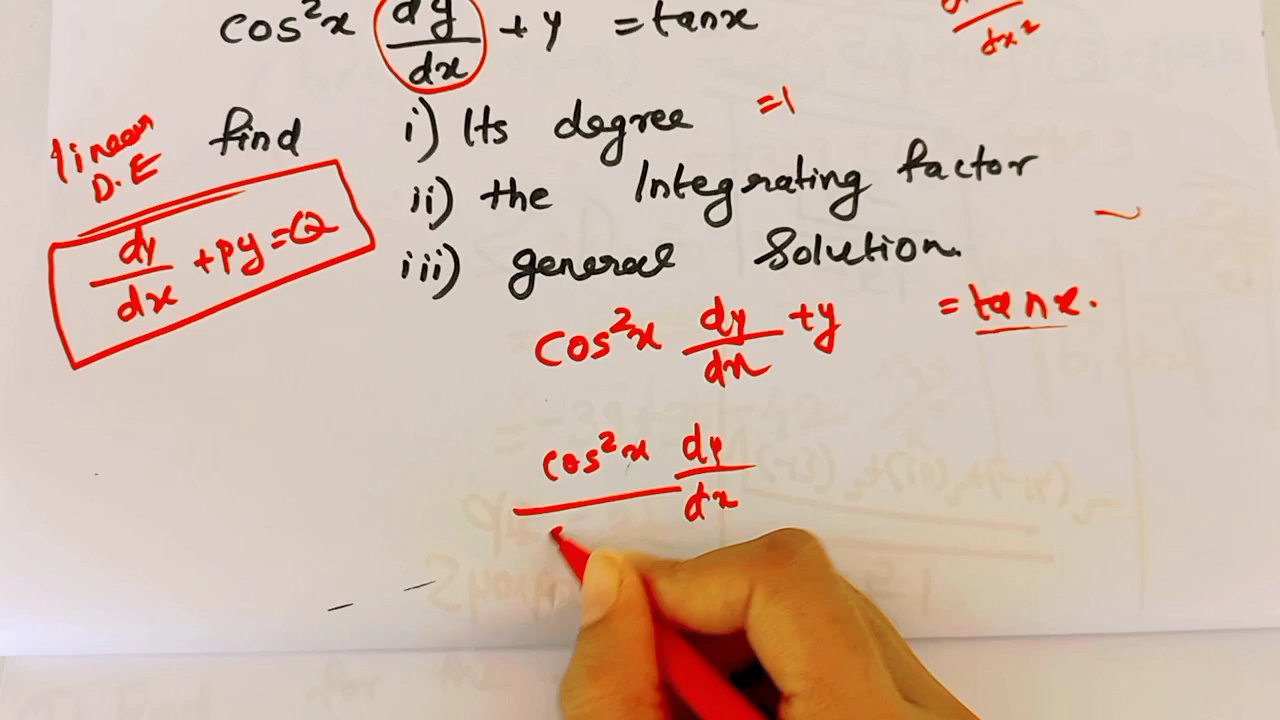 cos²x dy/dx + y = tanx
dx²
linear D.E
find i) Its degree =1
ii) the Integrating factor
iii) general Solution.
dy/dx + py = Q
cos²x dy/dx + y = tanx.
cos²x dy/dx